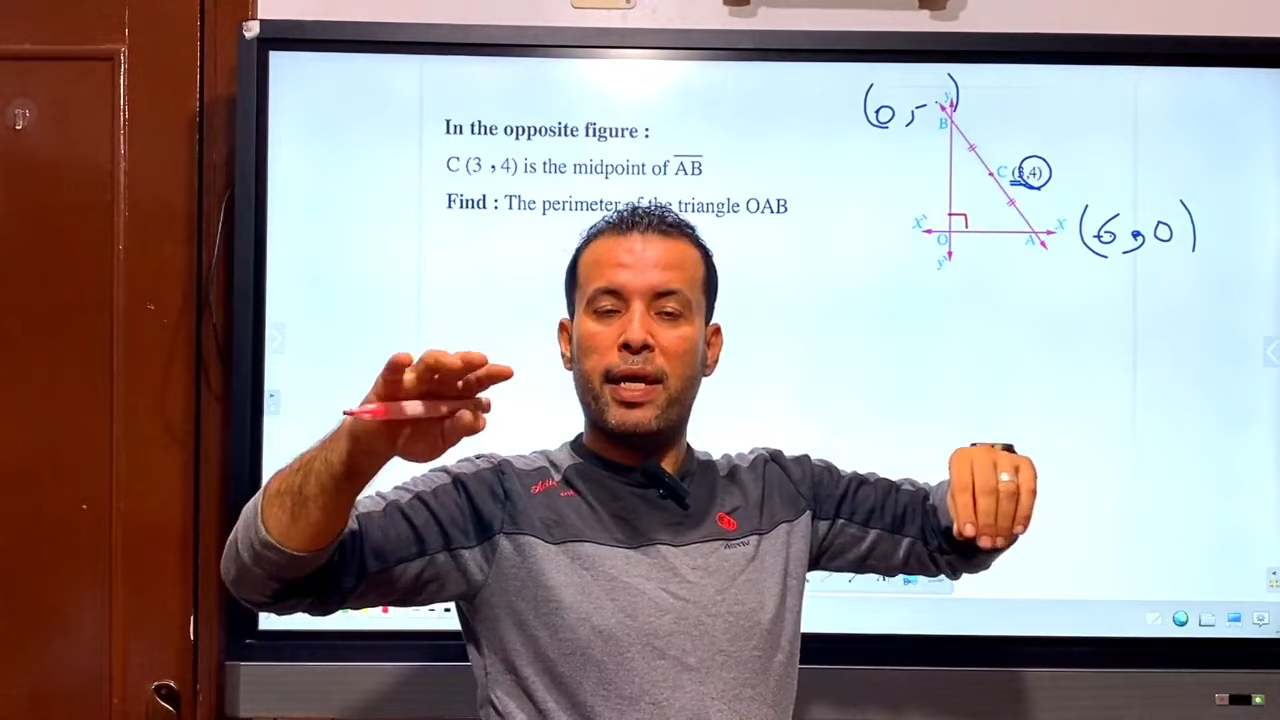 In the opposite figure :
C (3 , 4) is the midpoint of AB
Find : The perimeter of the triangle OAB
(0, -)
y
B
C (3,4)
x'
O
A
x
y'
(6,0)